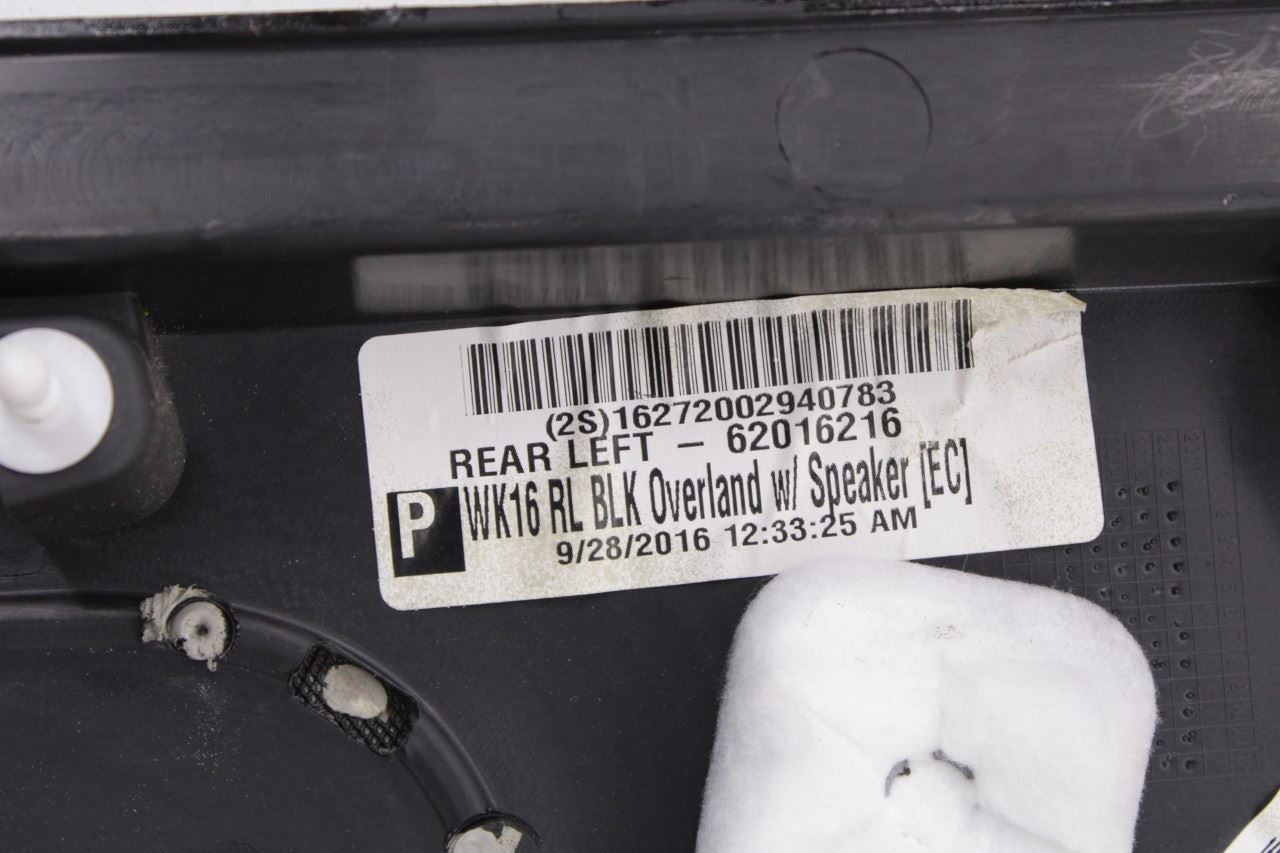 (2S)16272002940783
REAR LEFT - 62016216
P WK16 RL BLK Overland w/ Speaker [EC]
9/28/2016 12:33:25 AM